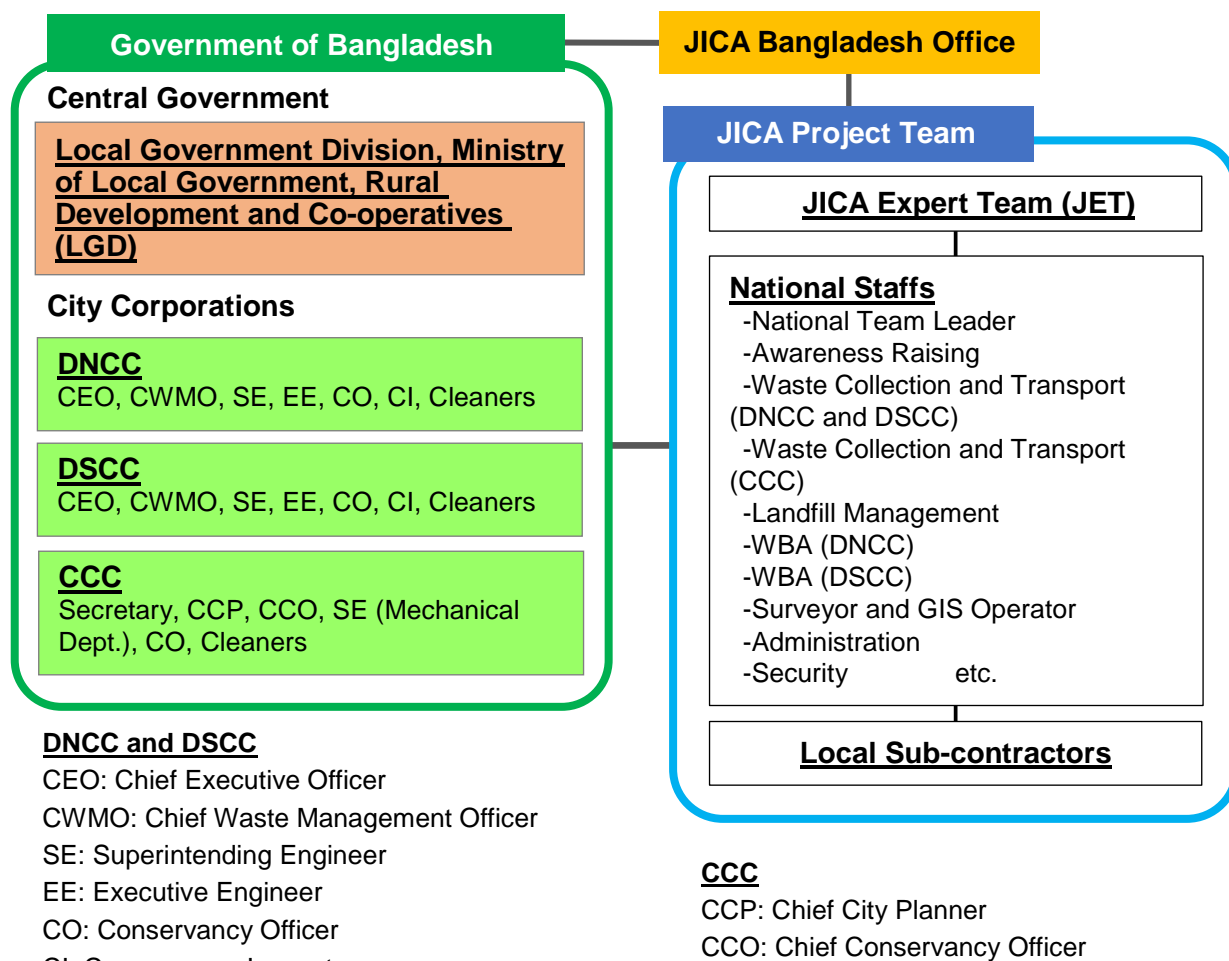 Government of Bangladesh
JICA Bangladesh Office
Central Government
Local Government Division, Ministry
of Local Government, Rural
Development and Co-operatives
(LGD)
City Corporations
DNCC
CEO, CWMO, SE, EE, CO, CI, Cleaners
DSCC
CEO, CWMO, SE, EE, CO, CI, Cleaners
CCC
Secretary, CCP, CCO, SE (Mechanical
Dept.), CO, Cleaners
JICA Project Team
JICA Expert Team (JET)
National Staffs
-National Team Leader
-Awareness Raising
-Waste Collection and Transport
(DNCC and DSCC)
-Waste Collection and Transport
(CCC)
-Landfill Management
-WBA (DNCC)
-WBA (DSCC)
-Surveyor and GIS Operator
-Administration
-Security etc.
Local Sub-contractors
DNCC and DSCC
CEO: Chief Executive Officer
CWMO: Chief Waste Management Officer
SE: Superintending Engineer
EE: Executive Engineer
CO: Conservancy Officer
CCC
CCP: Chief City Planner
CCO: Chief Conservancy Officer